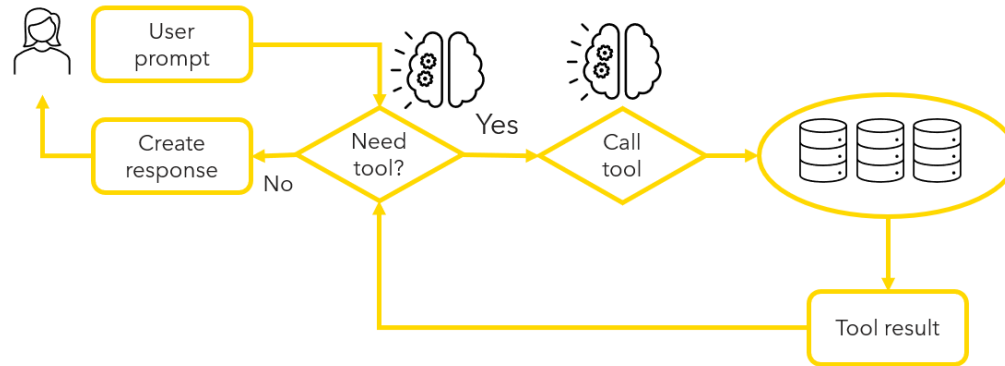 User
prompt
Create
response
Need
tool?
No
Yes
Call
tool
Tool result